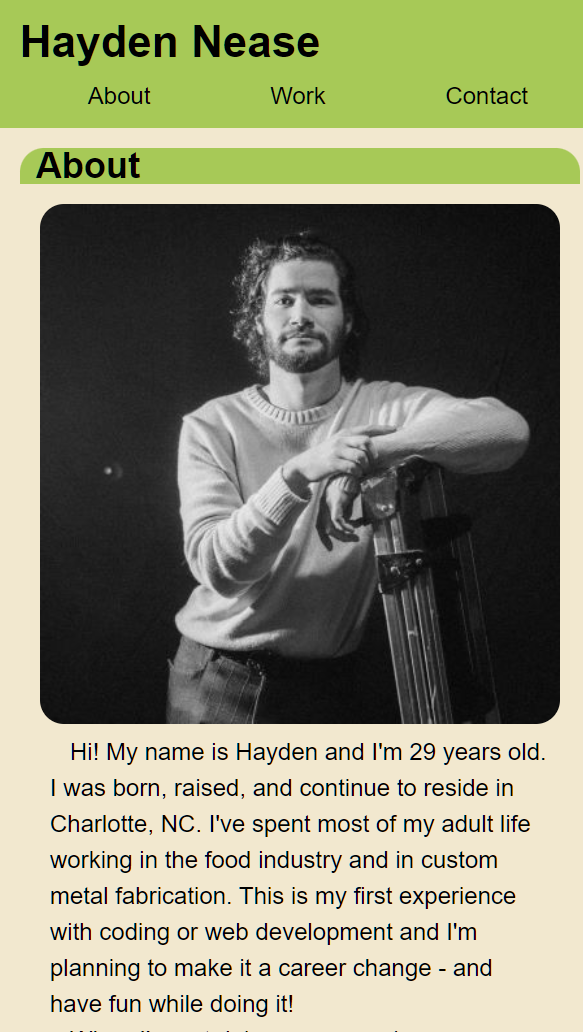 Hayden Nease
About Work Contact
About
Hi! My name is Hayden and I'm 29 years old.
I was born, raised, and continue to reside in
Charlotte, NC. I've spent most of my adult life
working in the food industry and in custom
metal fabrication. This is my first experience
with coding or web development and I'm
planning to make it a career change - and
have fun while doing it!